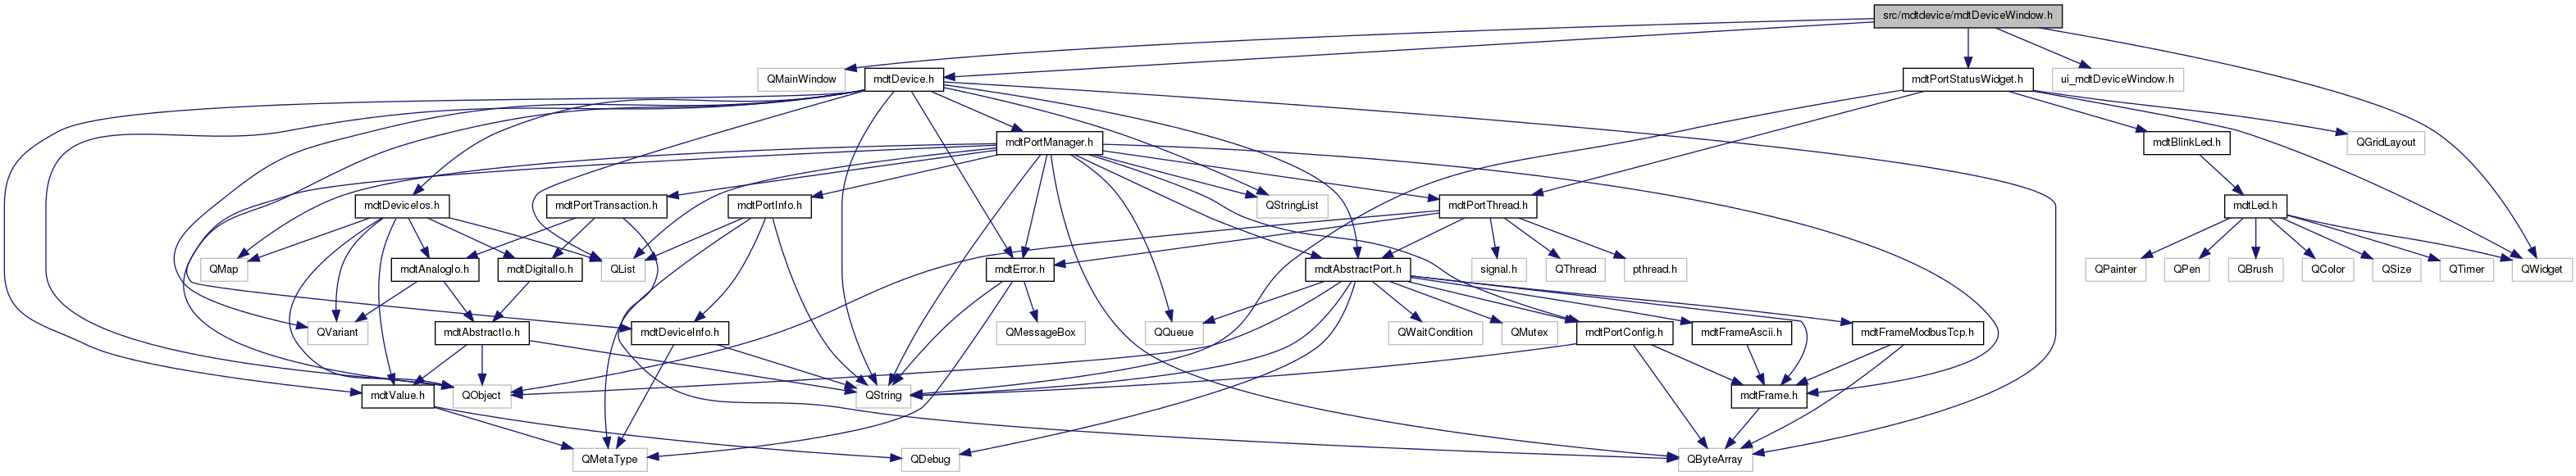 src/mdtdevice/mdtDeviceWindow.h
QMainWindow
mdtDevice.h
mdtPortStatusWidget.h
ui_mdtDeviceWindow.h
mdtPortManager.h
mdtBlinkLed.h
QGridLayout
mdtDeviceIos.h
mdtPortTransaction.h
mdtPortInfo.h
QStringList
mdtPortThread.h
mdtLed.h
QMap
mdtAnalogIo.h
mdtDigitalIo.h
QList
mdtError.h
mdtAbstractPort.h
signal.h
QThread
pthread.h
QPainter
QPen
QBrush
QColor
QSize
QTimer
QWidget
QVariant
mdtAbstractIo.h
mdtDeviceInfo.h
QMessageBox
QQueue
QWaitCondition
QMutex
mdtPortConfig.h
mdtFrameAscii.h
mdtFrameModbusTcp.h
mdtValue.h
QObject
QString
mdtFrame.h
QMetaType
QDebug
QByteArray